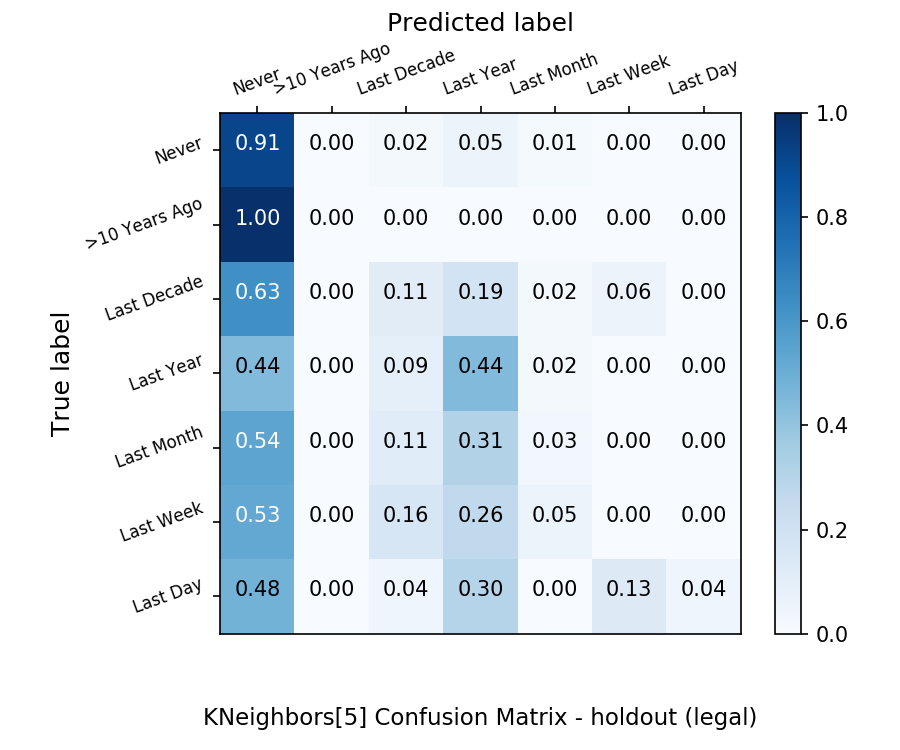 Predicted label
Never >10 Years Ago Last Decade Last Year Last Month Last Week Last Day
True label
Never 0.91 0.00 0.02 0.05 0.01 0.00 0.00
>10 Years Ago 1.00 0.00 0.00 0.00 0.00 0.00 0.00
Last Decade 0.63 0.00 0.11 0.19 0.02 0.06 0.00
Last Year 0.44 0.00 0.09 0.44 0.02 0.00 0.00
Last Month 0.54 0.00 0.11 0.31 0.03 0.00 0.00
Last Week 0.53 0.00 0.16 0.26 0.05 0.00 0.00
Last Day 0.48 0.00 0.04 0.30 0.00 0.13 0.04
1.0
0.8
0.6
0.4
0.2
0.0
KNeighbors[5] Confusion Matrix - holdout (legal)